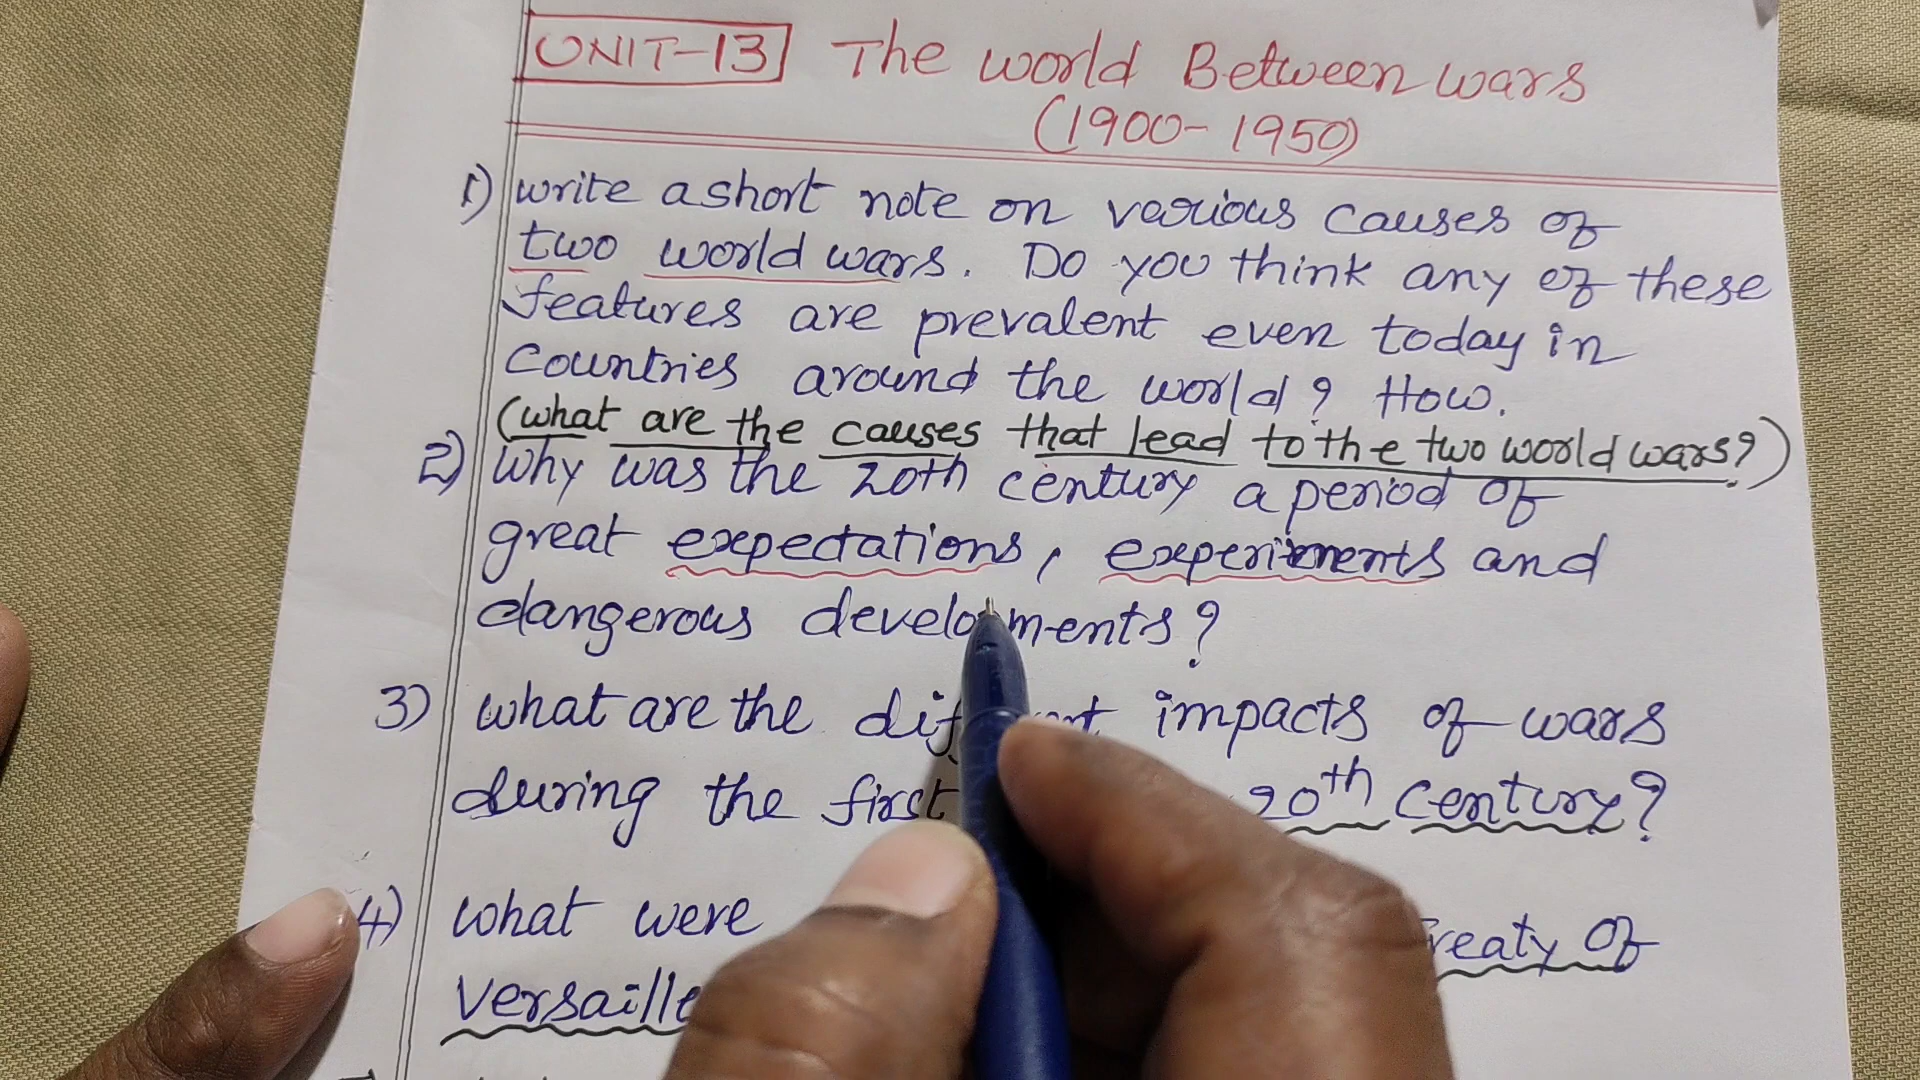 UNIT-13 The world Between wars
(1900-1950)
1) write a short note on various causes of
two world wars. Do you think any of these
features are prevalent even today in
countries around the world? How.
(what are the causes that lead to the two world wars?)
2) why was the 20th century a period of
great expectations, experiments and
dangerous developments?
3) what are the impacts of wars
during the first 20th century?
4) what were Treaty of
Versailles